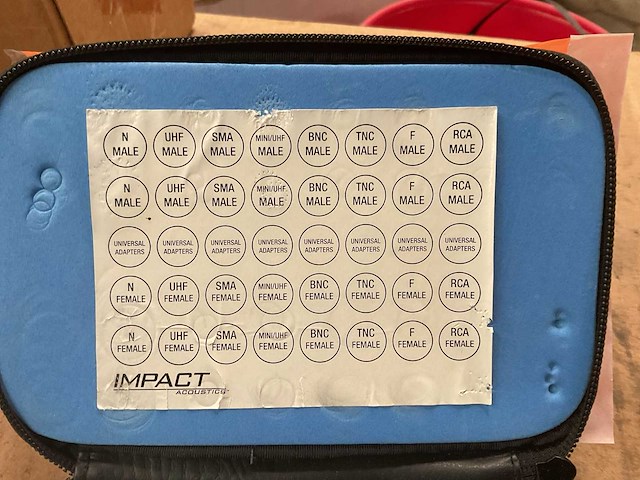 N MALE UHF MALE SMA MALE MINI/UHF MALE BNC MALE TNC MALE F MALE RCA MALE
N MALE UHF MALE SMA MALE MINI/UHF MALE BNC MALE TNC MALE F MALE RCA MALE
UNIVERSAL ADAPTERS UNIVERSAL ADAPTERS UNIVERSAL ADAPTERS UNIVERSAL ADAPTERS UNIVERSAL ADAPTERS UNIVERSAL ADAPTERS UNIVERSAL ADAPTERS UNIVERSAL ADAPTERS
N FEMALE UHF FEMALE SMA FEMALE MINI/UHF FEMALE BNC FEMALE TNC FEMALE F FEMALE RCA FEMALE
N FEMALE UHF FEMALE SMA FEMALE MINI/UHF FEMALE BNC FEMALE TNC FEMALE F FEMALE RCA FEMALE
IMPACT
ACOUSTICS